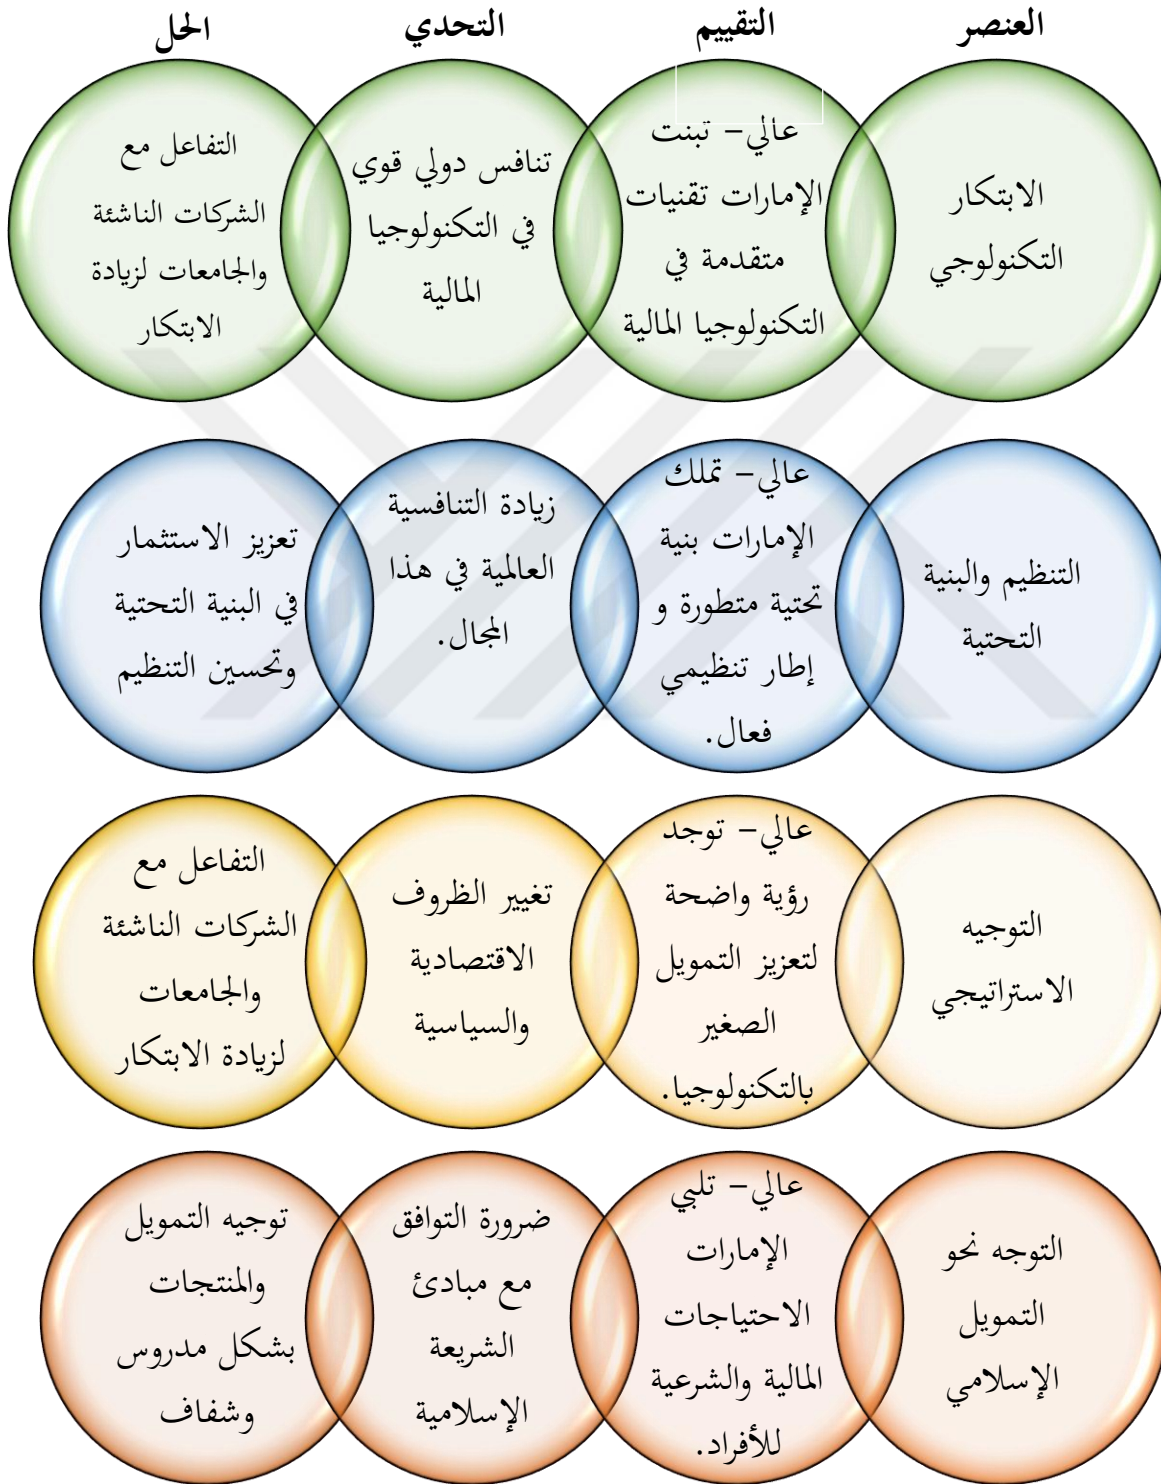 العنصر
التقييم
التحدي
الحل
الابتكار
التكنولوجي
عالي– تبنت
الإمارات تقنيات
متقدمة في
التكنولوجيا المالية
تنافس دولي قوي
في التكنولوجيا
المالية
التفاعل مع
الشركات الناشئة
والجامعات لزيادة
الابتكار
التنظيم والبنية
التحتية
عالي– تملك
الإمارات بنية
تحتية متطورة و
إطار تنظيمي
فعال.
زيادة التنافسية
العالمية في هذا
المجال.
تعزيز الاستثمار
في البنية التحتية
وتحسين التنظيم
التوجيه
الاستراتيجي
عالي– توجد
رؤية واضحة
لتعزيز التمويل
الصغير
بالتكنولوجيا.
تغيير الظروف
الاقتصادية
والسياسية
التفاعل مع
الشركات الناشئة
والجامعات
لزيادة الابتكار
التوجه نحو
التمويل
الإسلامي
عالي– تلبي
الإمارات
الاحتياجات
المالية والشرعية
للأفراد.
ضرورة التوافق
مع مبادئ
الشريعة
الإسلامية
توجيه التمويل
والمنتجات
بشكل مدروس
وشفاف